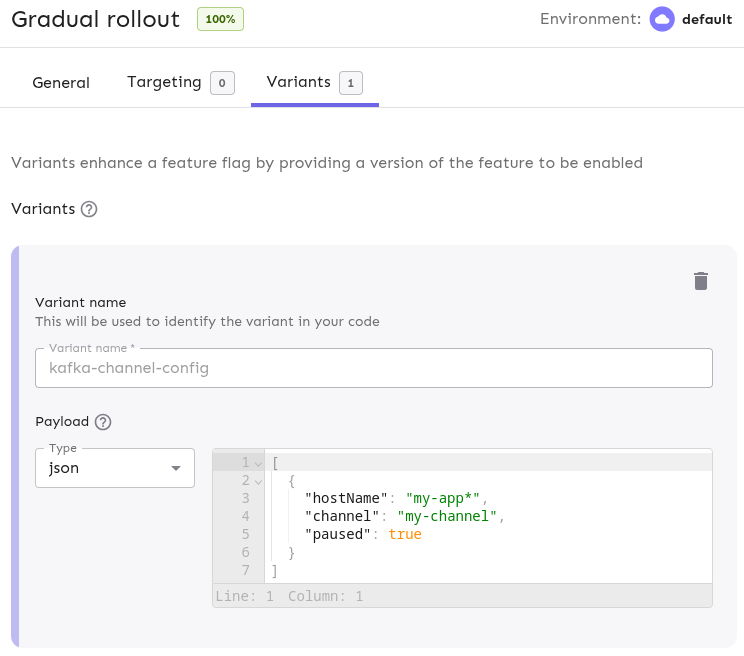 Gradual rollout 100% Environment: default
General Targeting 0 Variants 1
Variants enhance a feature flag by providing a version of the feature to be enabled
Variants ?
Variant name
This will be used to identify the variant in your code
Variant name *
kafka-channel-config
Payload ?
Type
json
1 [
2 {
3 "hostName": "my-app*",
4 "channel": "my-channel",
5 "paused": true
6 }
7 ]
Line: 1 Column: 1